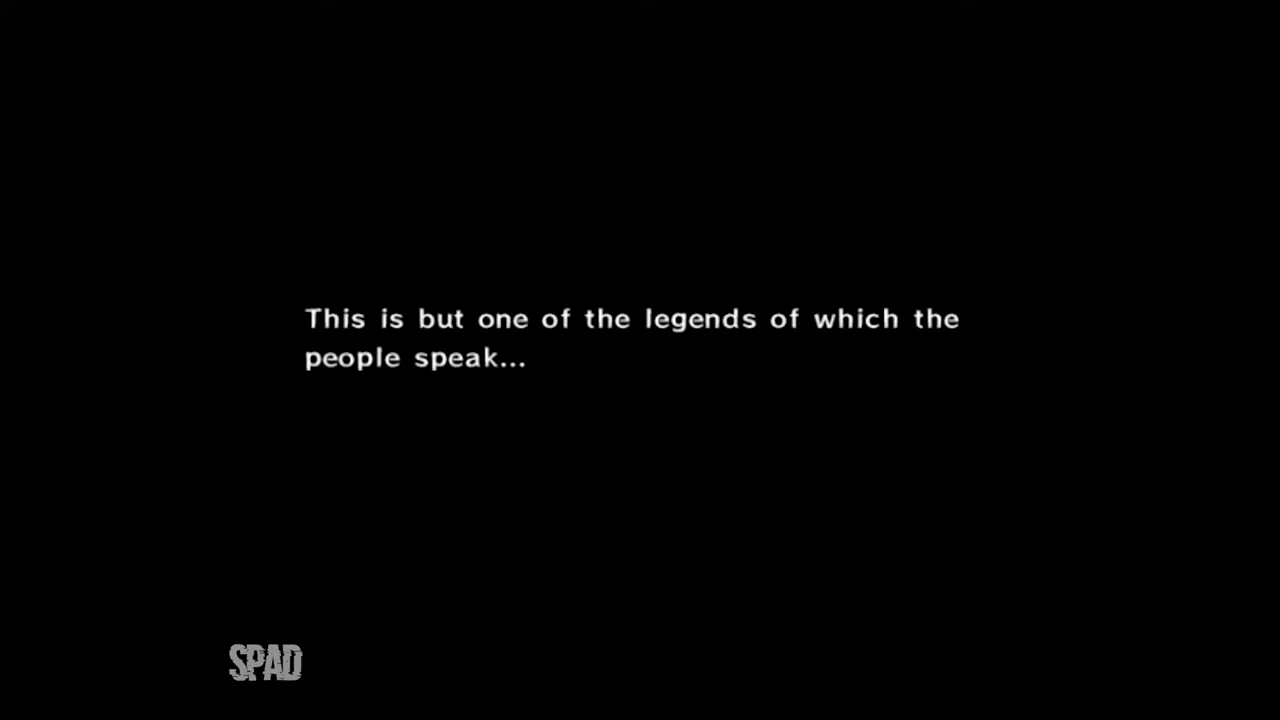 This is but one of the legends of which the
people speak...
SPAD